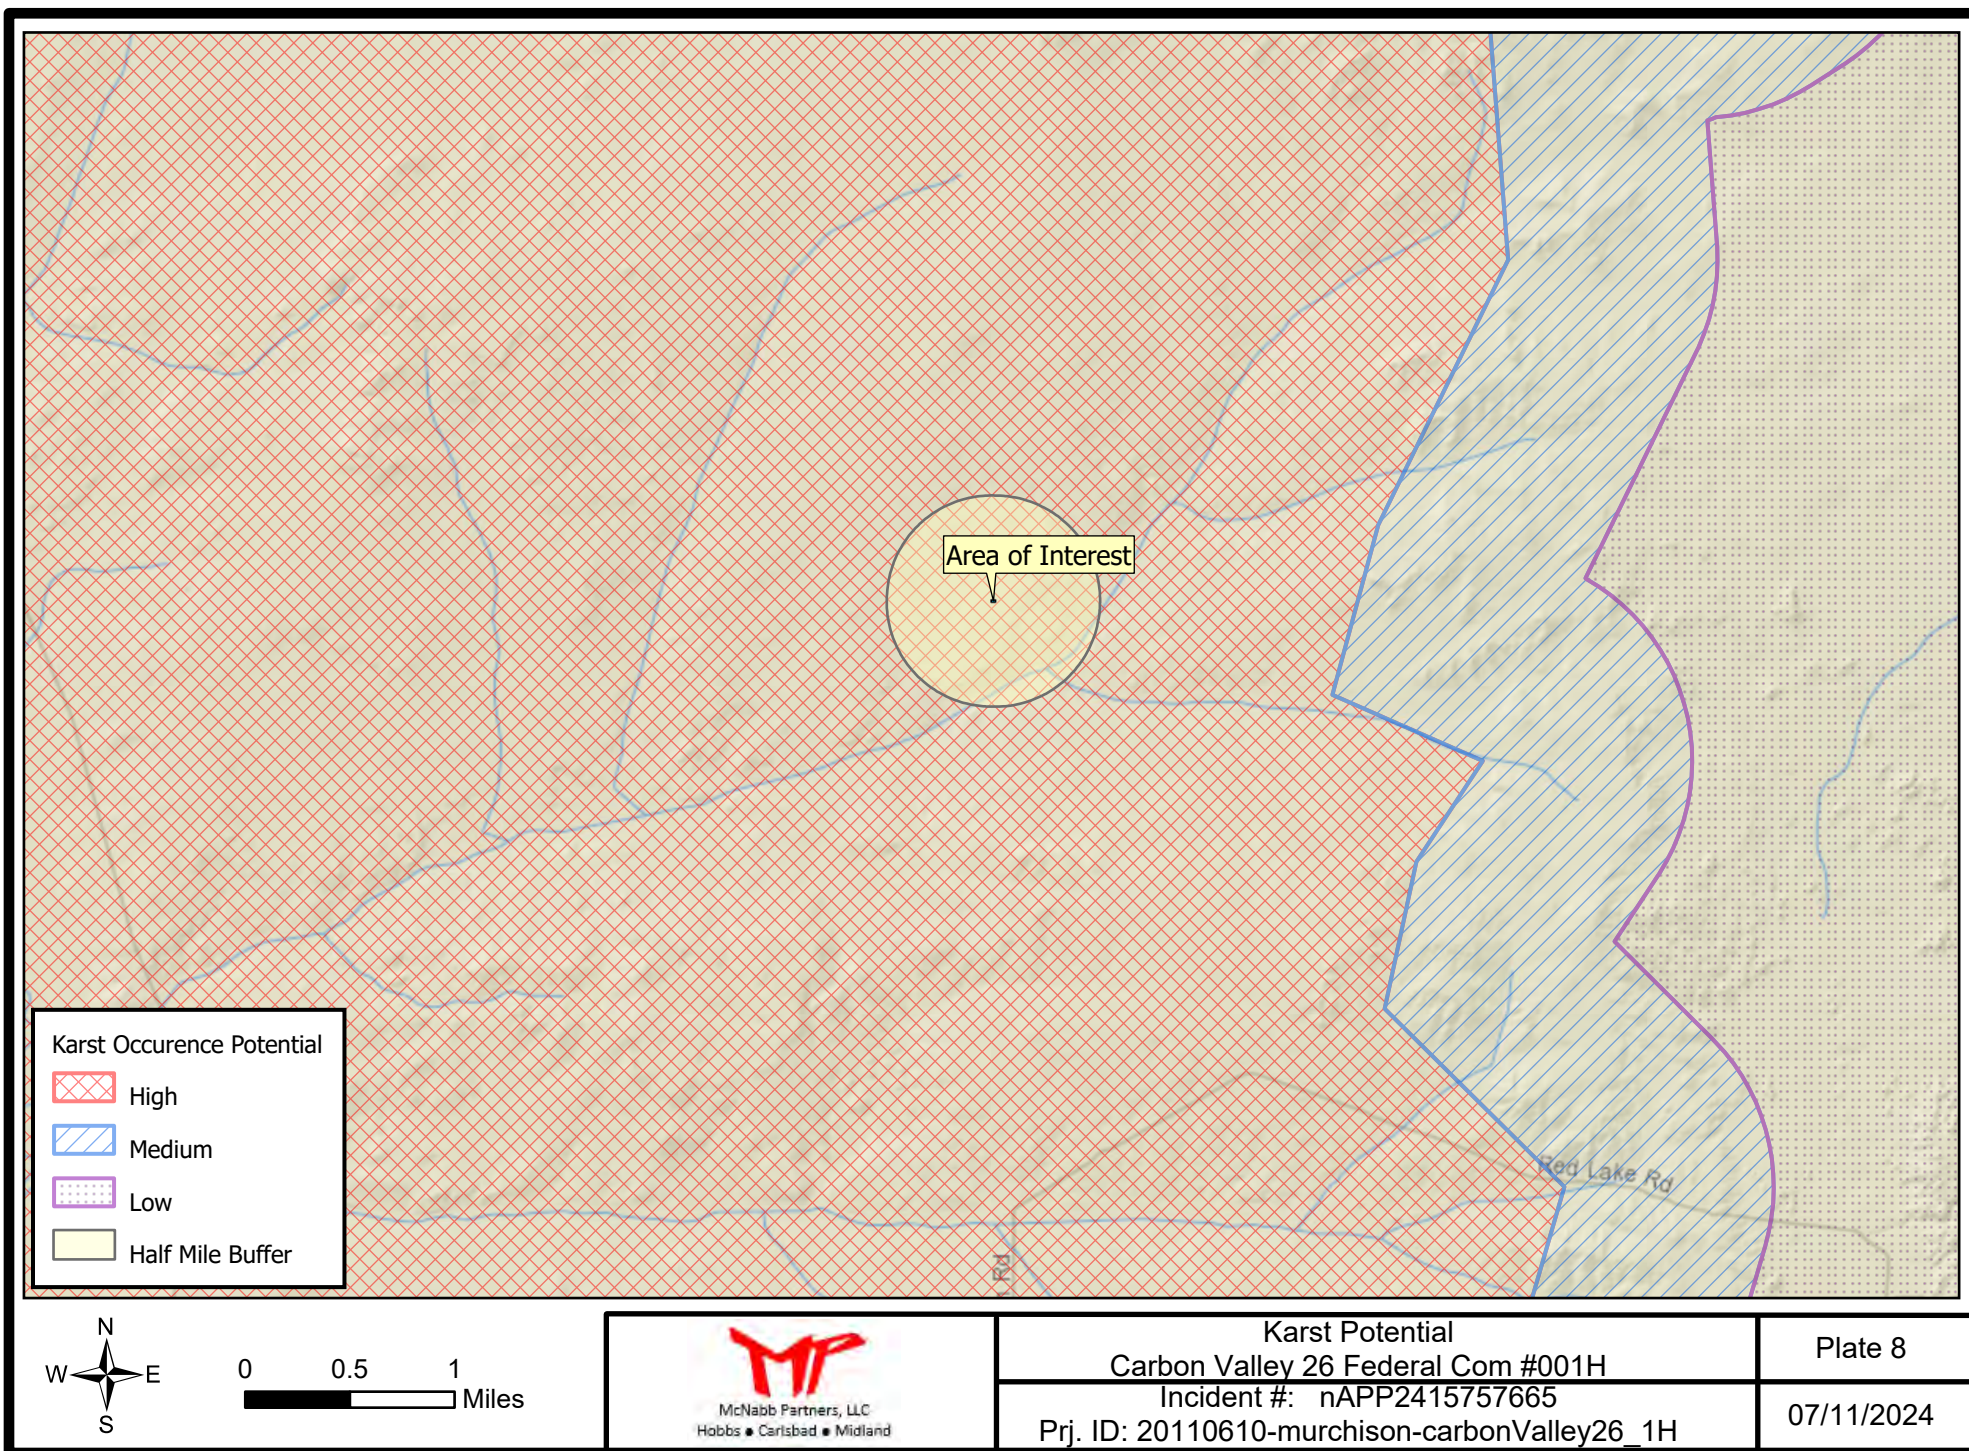 Area of Interest
Red Lake Rd
Rd
Karst Occurence Potential
High
Medium
Low
Half Mile Buffer
N
W E
S
0 0.5 1
Miles
McNabb Partners, LLC
Hobbs • Carlsbad • Midland
Karst Potential
Carbon Valley 26 Federal Com #001H
Incident #: nAPP2415757665
Prj. ID: 20110610-murchison-carbonValley26_1H
Plate 8
07/11/2024